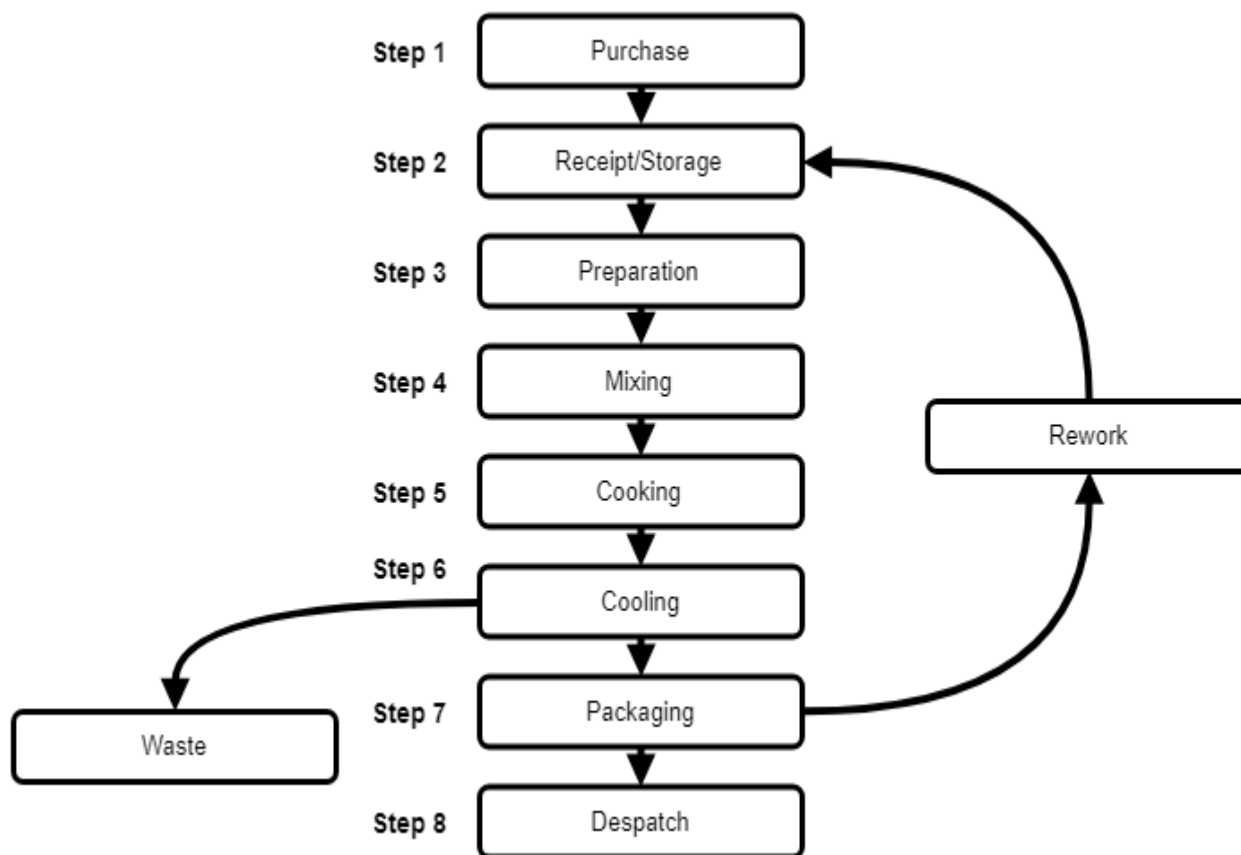 Step 1 Purchase
Step 2 Receipt/Storage
Step 3 Preparation
Step 4 Mixing
Rework
Step 5 Cooking
Step 6 Cooling
Step 7 Packaging
Waste
Step 8 Despatch